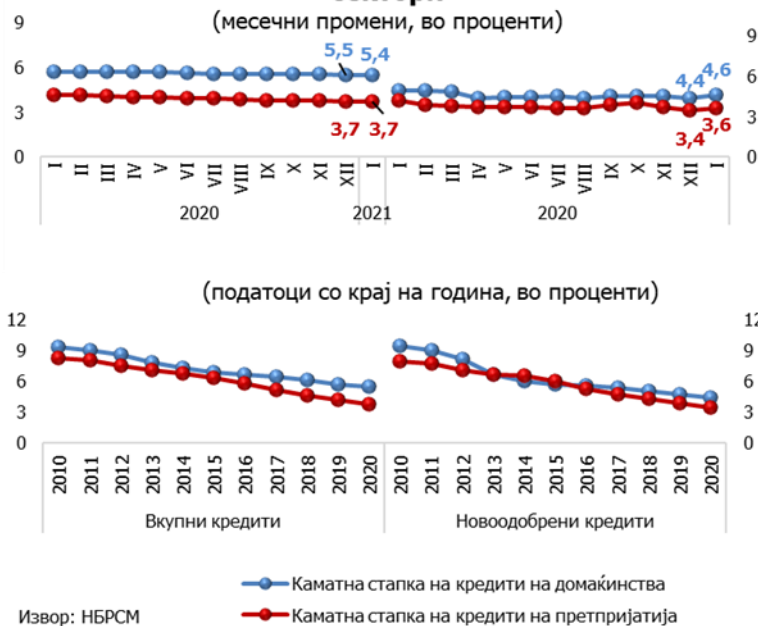 (месечни промени, во проценти)
9
6
3
0
5,5 5,4
3,7 3,7
9
6
3
0
4,4 4,6
3,4 3,6
I II III IV V VI VII VIII IX X XI XII I
2020 2021
I II III IV V VI VII VIII IX X XI XII I
2020
(податоци со крај на година, во проценти)
12
9
6
3
0
12
9
6
3
0
2010 2011 2012 2013 2014 2015 2016 2017 2018 2019 2020
Вкупни кредити
2010 2011 2012 2013 2014 2015 2016 2017 2018 2019 2020
Новоодобрени кредити
Каматна стапка на кредити на домаќинства
Каматна стапка на кредити на претпријатија
Извор: НБРСМ